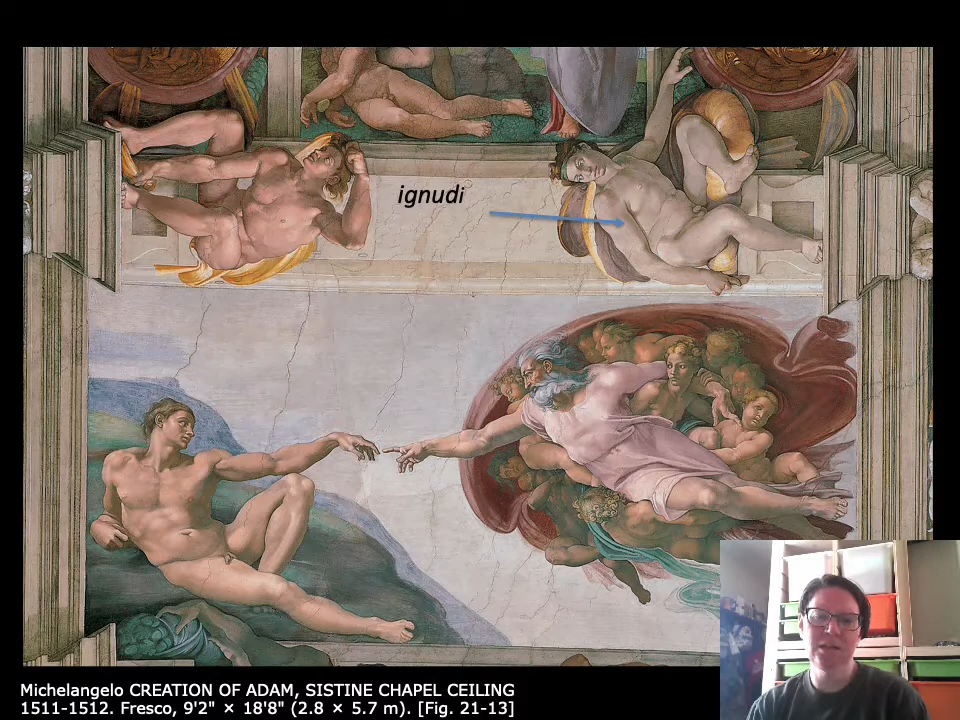 ignudi
Michelangelo CREATION OF ADAM, SISTINE CHAPEL CEILING
1511-1512. Fresco, 9'2" × 18'8" (2.8 × 5.7 m). [Fig. 21-13]